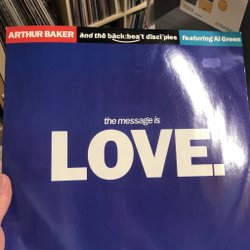 ARTHUR BAKER and the back:beat disci'ples featuring Al Green
the message is
LOVE.